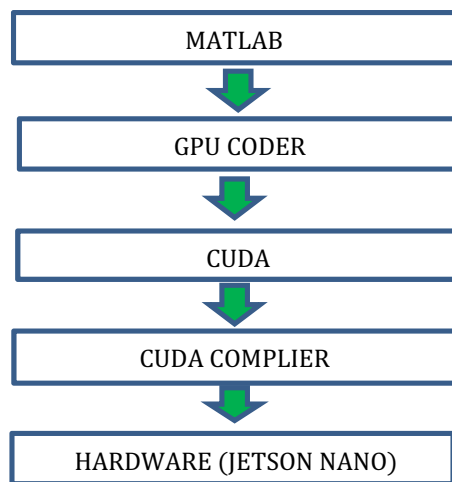 MATLAB
GPU CODER
CUDA
CUDA COMPLIER
HARDWARE (JETSON NANO)